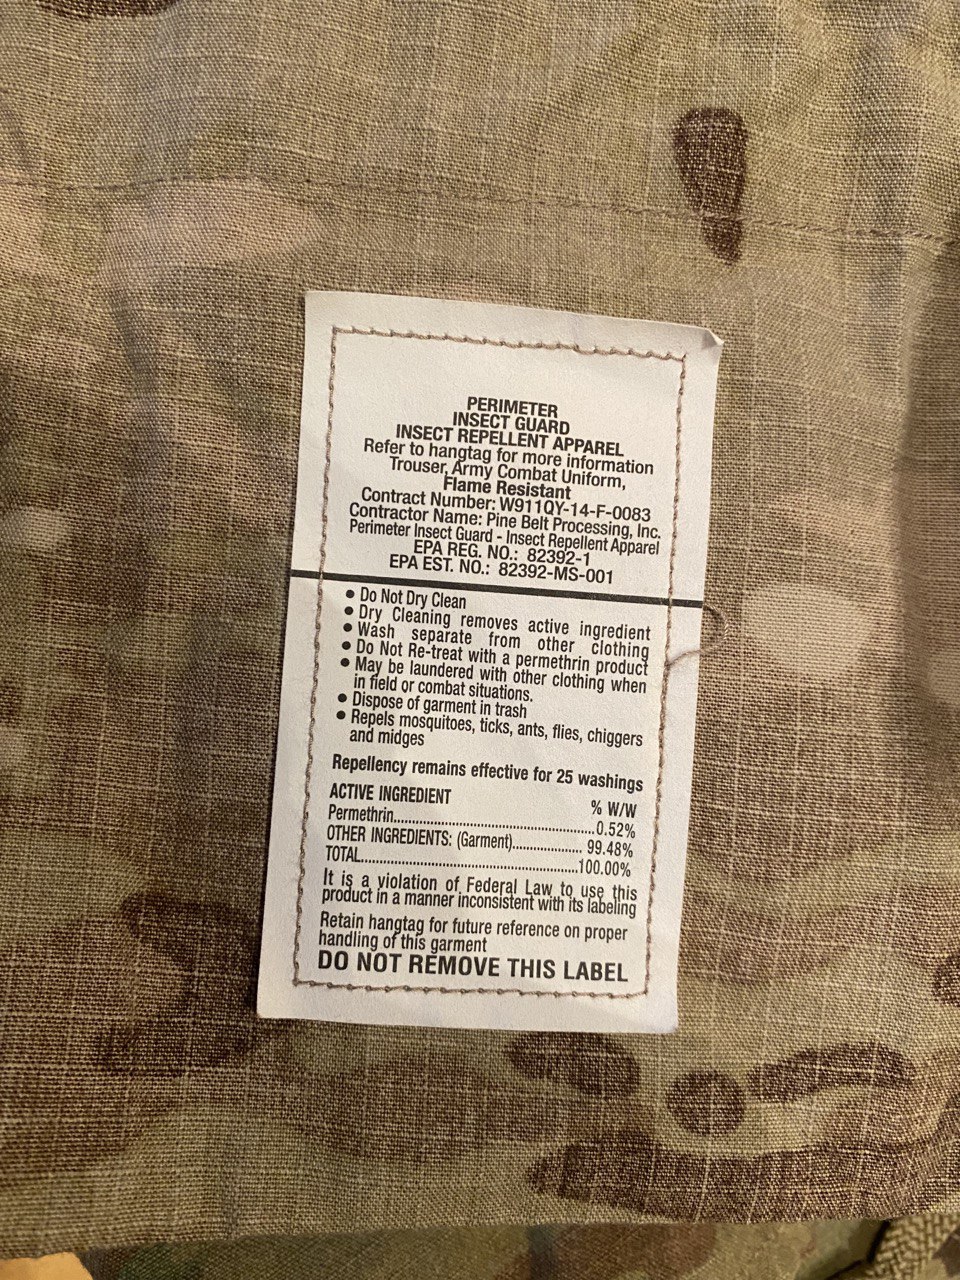 PERIMETER
INSECT GUARD
INSECT REPELLENT APPAREL
Refer to hangtag for more information
Trouser, Army Combat Uniform,
Flame Resistant
Contract Number: W911QY-14-F-0083
Contractor Name: Pine Belt Processing, Inc.
Perimeter Insect Guard - Insect Repellent Apparel
EPA REG. NO.: 82392-1
EPA EST. NO.: 82392-MS-001
• Do Not Dry Clean
• Dry Cleaning removes active ingredient
• Wash separate from other clothing
• Do Not Re-treat with a permethrin product
• May be laundered with other clothing when
in field or combat situations.
• Dispose of garment in trash
• Repels mosquitoes, ticks, ants, flies, chiggers
and midges
Repellency remains effective for 25 washings
ACTIVE INGREDIENT % W/W
Permethrin..................................................0.52%
OTHER INGREDIENTS: (Garment)................. 99.48%
TOTAL.......................................................100.00%
It is a violation of Federal Law to use this
product in a manner inconsistent with its labeling
Retain hangtag for future reference on proper
handling of this garment
DO NOT REMOVE THIS LABEL